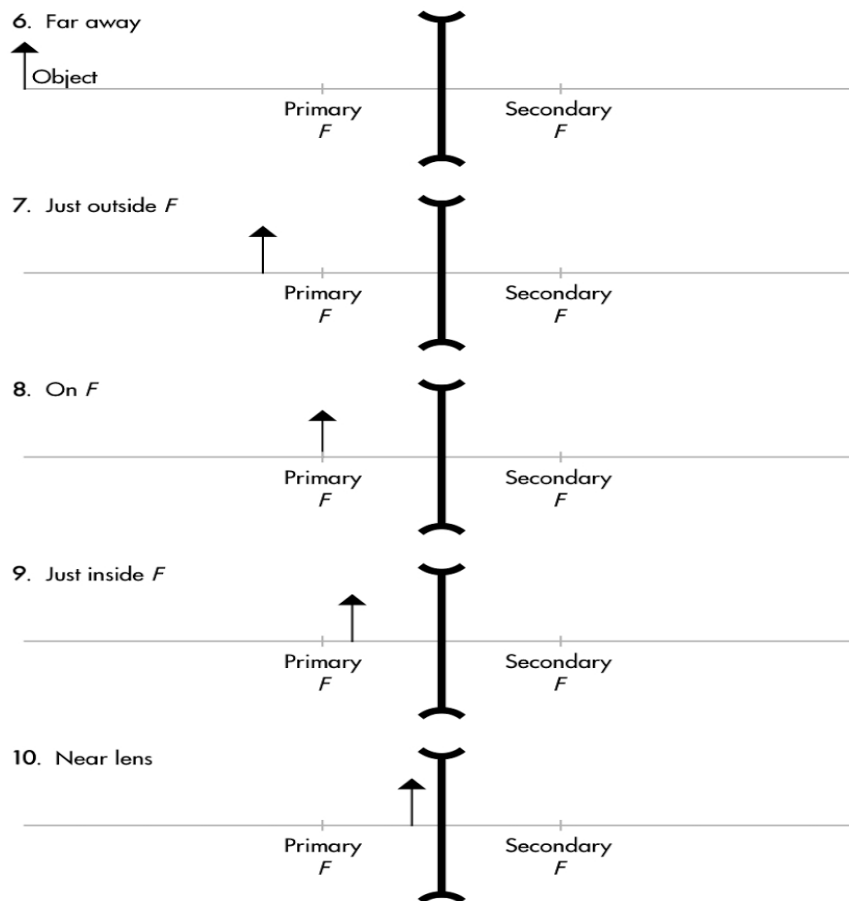 6. Far away
Object
Primary Secondary
F F
7. Just outside F
Primary Secondary
F F
8. On F
Primary Secondary
F F
9. Just inside F
Primary Secondary
F F
10. Near lens
Primary Secondary
F F